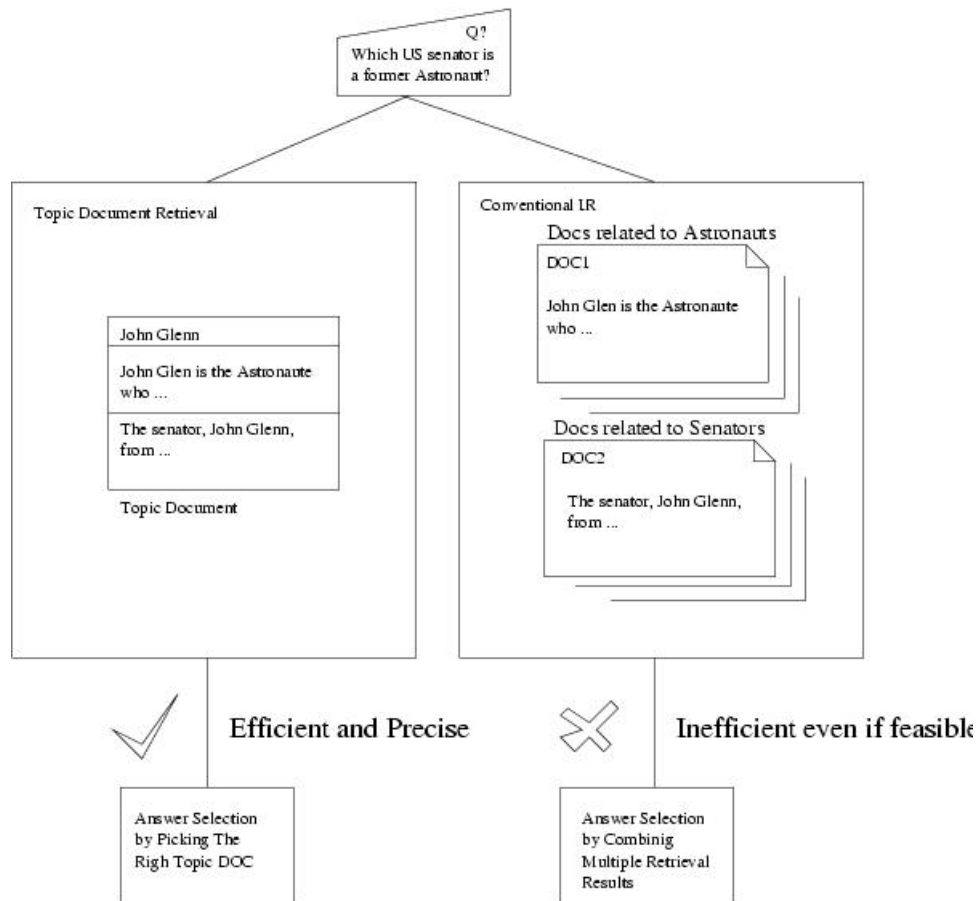 Q?
Which US senator is
a former Astronaut?
Topic Document Retrieval
John Glenn
John Glen is the Astronaute
who ...
The senator, John Glenn,
from ...
Topic Document
Conventional IR
Docs related to Astronauts
DOC1
John Glen is the Astronaute
who ...
Docs related to Senators
DOC2
The senator, John Glenn,
from ...
Efficient and Precise
Inefficient even if feasible
Answer Selection
by Picking The
Righ Topic DOC
Answer Selection
by Combinig
Multiple Retrieval
Results